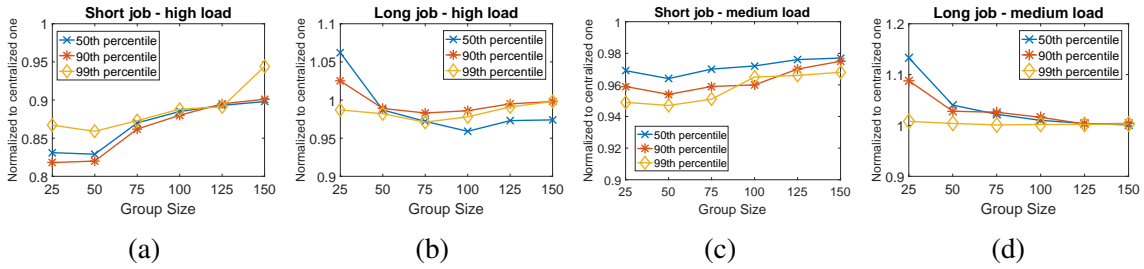 Short job - high load
Normalized to centralized one
1
0.95
0.9
0.85
0.8
50th percentile
90th percentile
99th percentile
25 50 75 100 125 150
Group Size
(a)
Long job - high load
Normalized to centralized one
1.1
1.05
1
0.95
0.9
50th percentile
90th percentile
99th percentile
25 50 75 100 125 150
Group Size
(b)
Short job - medium load
Normalized to centralized one
1
0.98
0.96
0.94
0.92
0.9
50th percentile
90th percentile
99th percentile
25 50 75 100 125 150
Group Size
(c)
Long job - medium load
Normalized to centralized one
1.2
1.1
1
0.9
50th percentile
90th percentile
99th percentile
25 50 75 100 125 150
Group Size
(d)